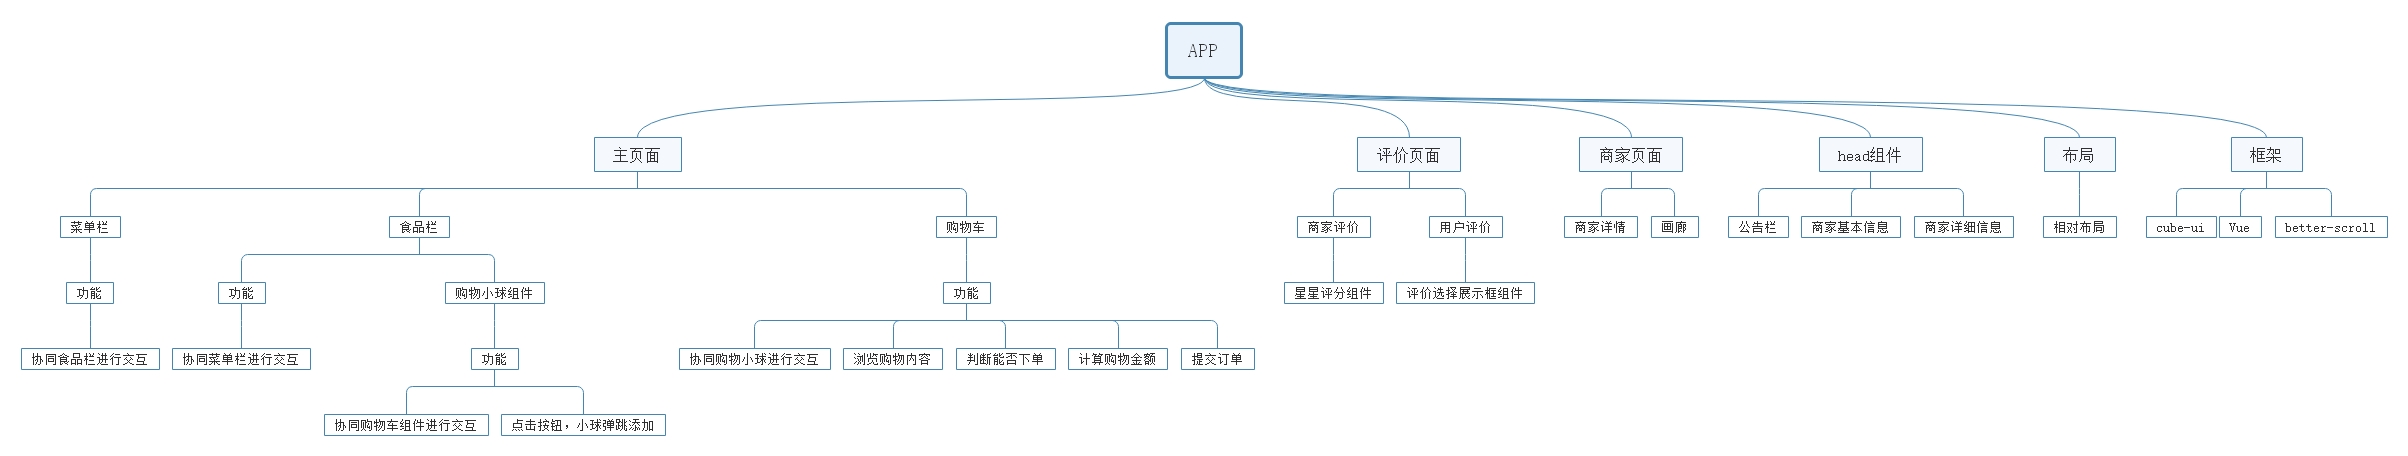 APP
主页面
评价页面
商家页面
head组件
布局
框架
菜单栏
食品栏
购物车
商家评价
用户评价
商家详情
画廊
公告栏
商家基本信息
商家详细信息
相对布局
cube-ui
Vue
better-scroll
功能
功能
购物小球组件
功能
星星评分组件
评价选择展示框组件
协同食品栏进行交互
协同菜单栏进行交互
功能
协同购物小球进行交互
浏览购物内容
判断能否下单
计算购物金额
提交订单
协同购物车组件进行交互
点击按钮，小球弹跳添加